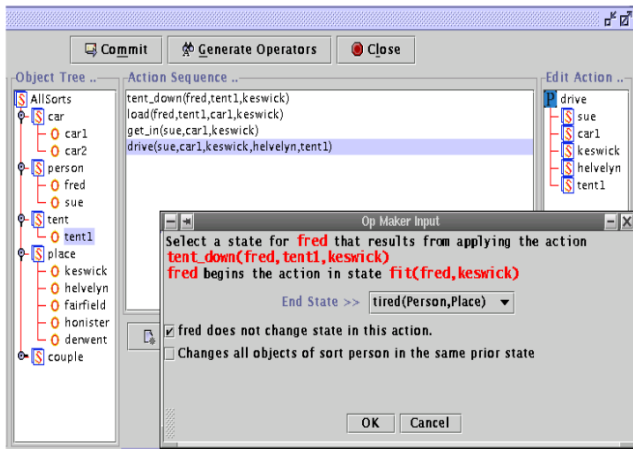 Commit
Generate Operators
Close
Object Tree ..
AllSorts
car
car1
car2
person
fred
sue
tent
tent1
place
keswick
helvelyn
fairfield
honister
derwent
couple
Action Sequence ..
tent_down(fred,tent1,keswick)
load(fred,tent1,car1,keswick)
get_in(sue,car1,keswick)
drive(sue,car1,keswick,helvelyn,tent1)
Edit Action ..
P drive
sue
car1
keswick
helvelyn
tent1
Op Maker Input
Select a state for fred that results from applying the action
tent_down(fred,tent1,keswick)
fred begins the action in state fit(fred,keswick)
End State >> tired(Person,Place)
fred does not change state in this action.
Changes all objects of sort person in the same prior state
OK Cancel